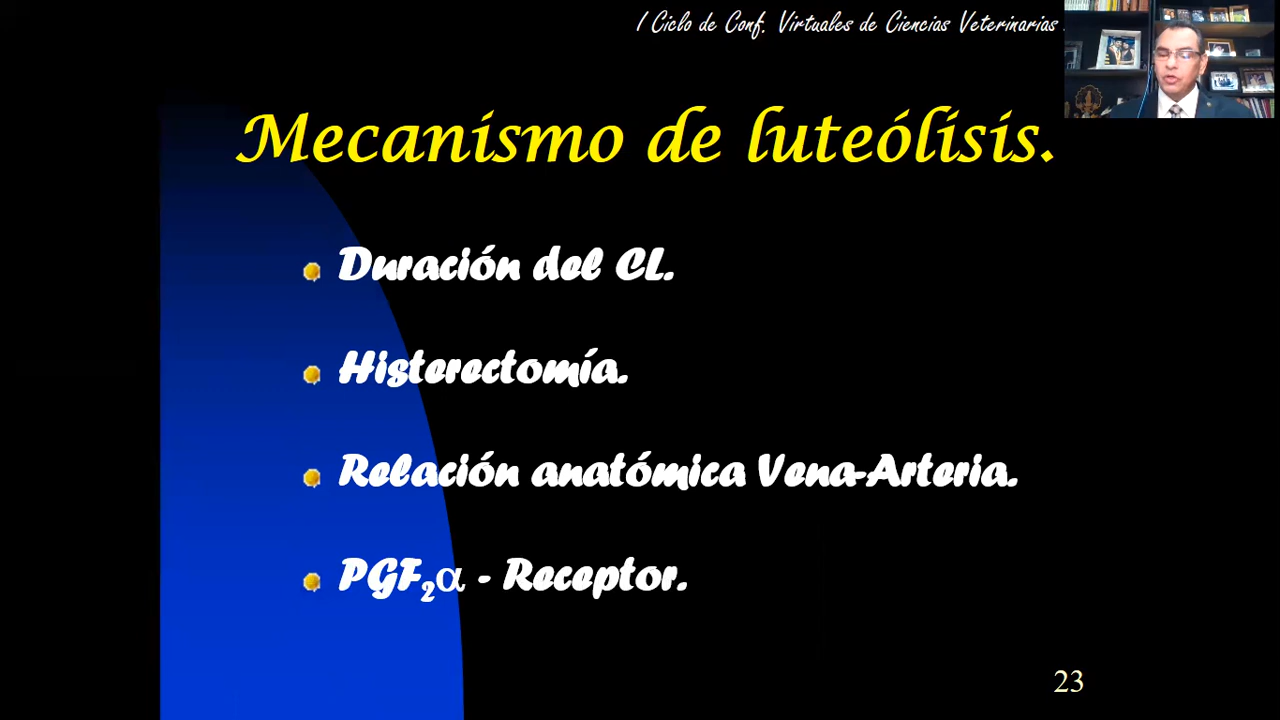 I Ciclo de Conf. Virtuales de Ciencias Veterinarias
Mecanismo de luteólisis.
Duración del CL.
Histerectomía.
Relación anatómica Vena-Arteria.
PGF₂α - Receptor.
23